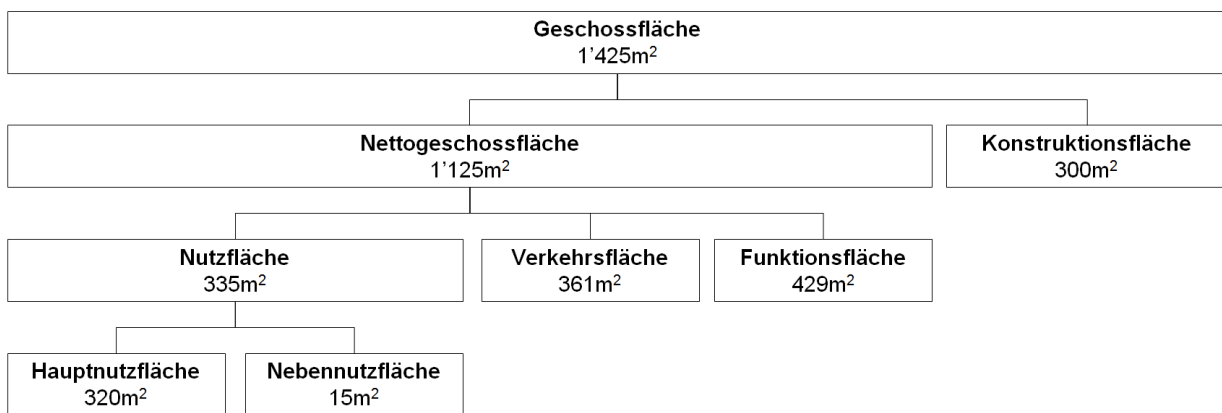 Geschossfläche
1’425m²
Nettogeschossfläche
1’125m²
Konstruktionsfläche
300m²
Nutzfläche
335m²
Verkehrsfläche
361m²
Funktionsfläche
429m²
Hauptnutzfläche
320m²
Nebennutzfläche
15m²